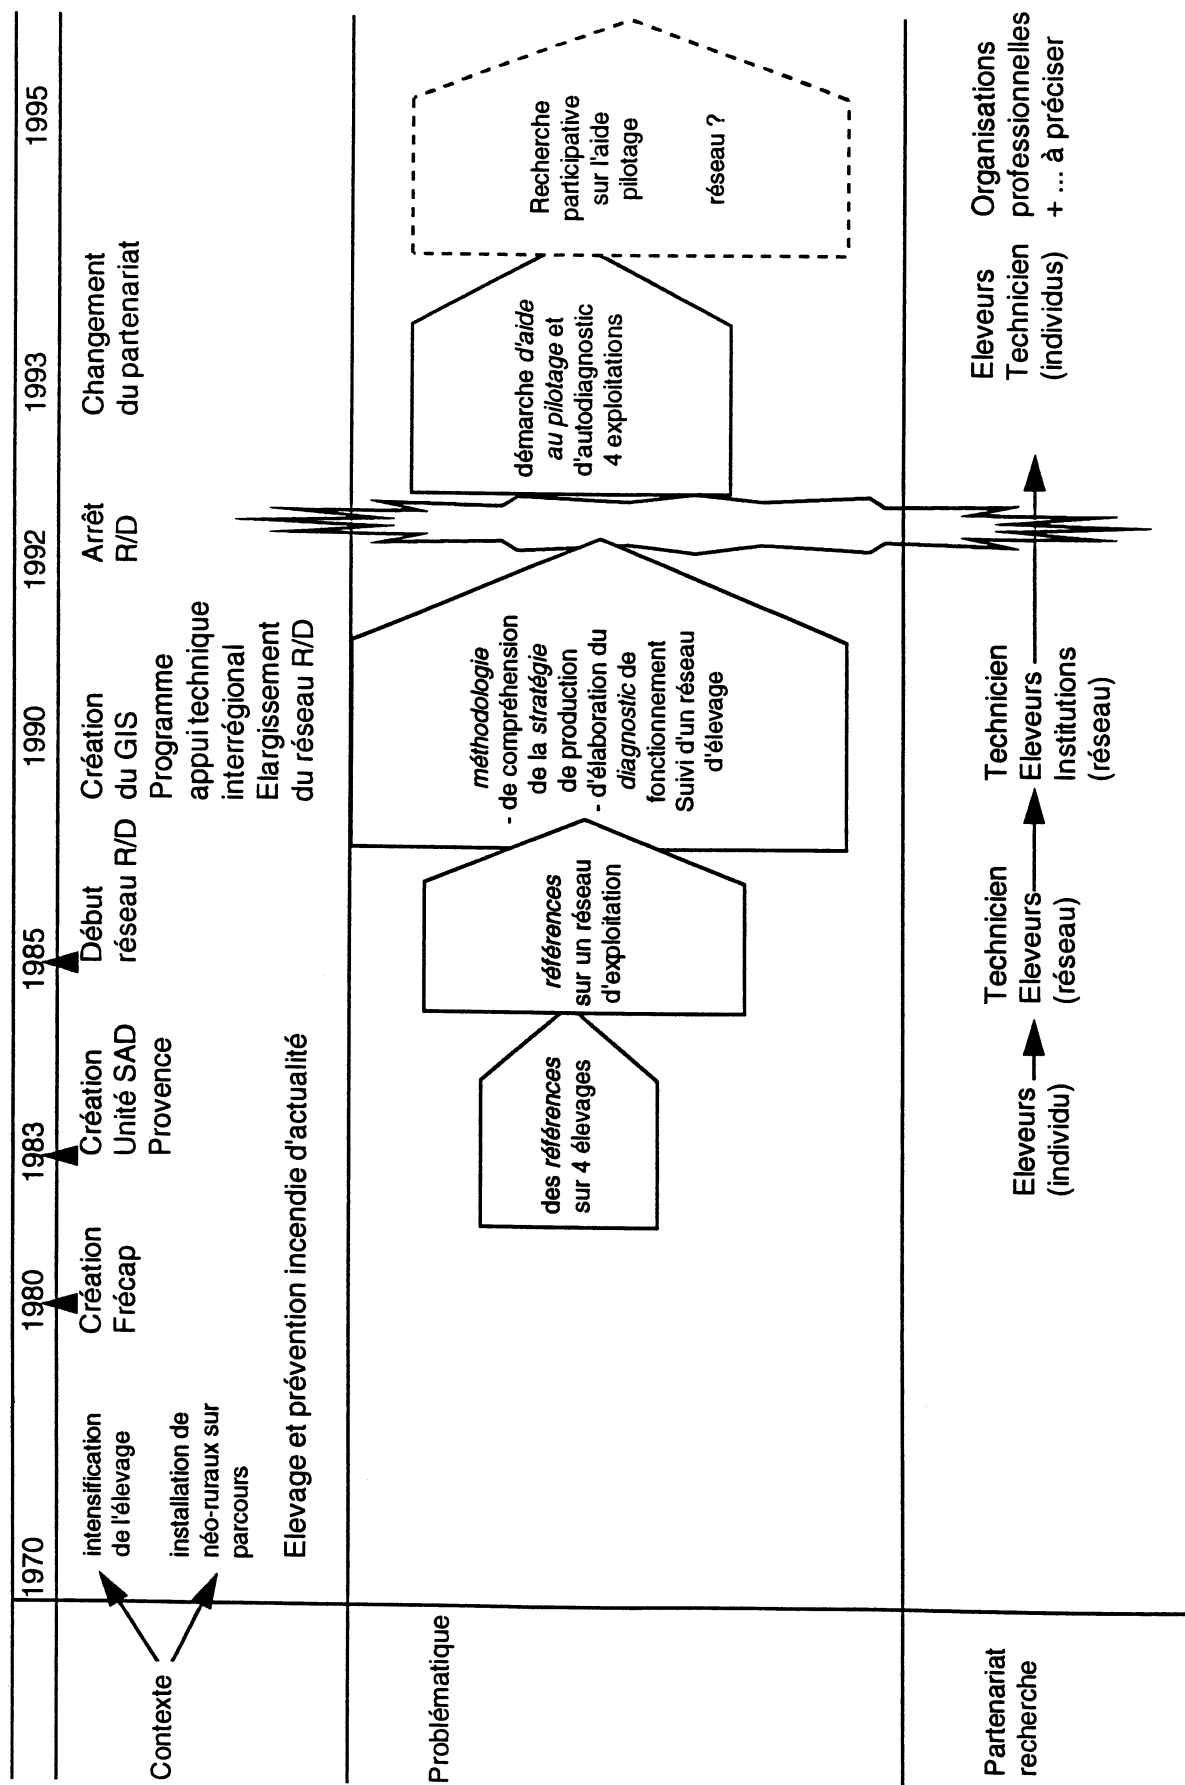 1970
1980
1983
1985
1990
1992
1993
1995
Contexte
intensification
de l'élevage
installation de
néo-ruraux sur
parcours
Elevage et prévention incendie d'actualité
Création
Frécap
Création
Unité SAD
Provence
Début
réseau R/D
Création
du GIS
Programme
appui technique
interrégional
Elargissement
du réseau R/D
Arrêt
R/D
Changement
du partenariat
Problématique
des références
sur 4 élevages
références
sur un réseau
d'exploitation
méthodologie
- de compréhension
de la stratégie
de production
- d'élaboration du
diagnostic de
fonctionnement
Suivi d'un réseau
d'élevage
démarche d'aide
au pilotage et
d'autodiagnostic
4 exploitations
Recherche
participative
sur l'aide
pilotage
réseau ?
Partenariat
recherche
Eleveurs
(individu)
Technicien
Eleveurs
(réseau)
Technicien
Eleveurs
Institutions
(réseau)
Eleveurs
Technicien
(individus)
Organisations
professionnelles
+ ... à préciser